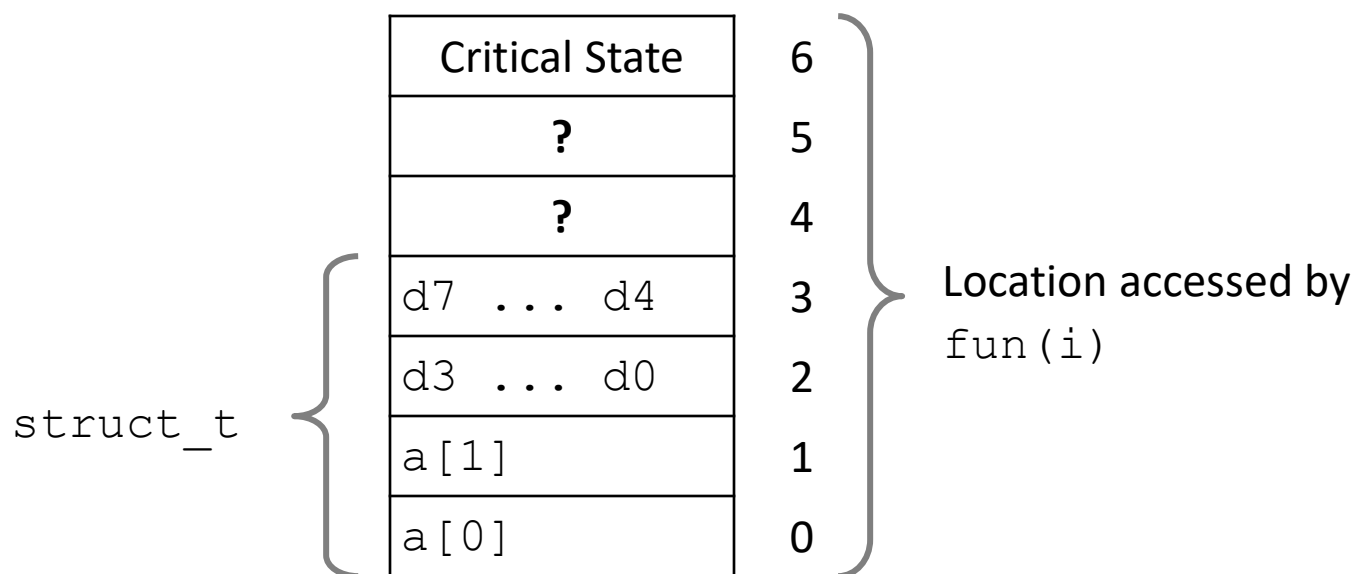 Critical State 6
? 5
? 4
d7 ... d4 3
d3 ... d0 2
a[1] 1
a[0] 0
struct_t
Location accessed by
fun(i)